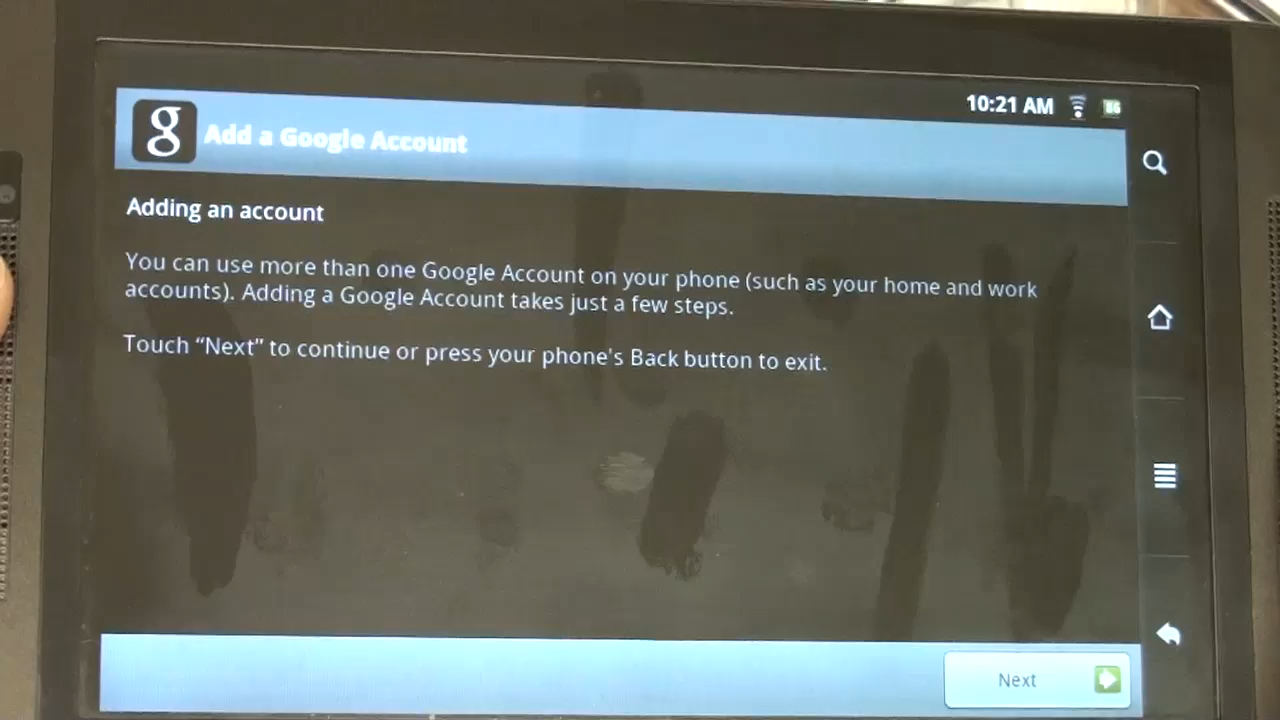 10:21 AM
86
g
Add a Google Account
Adding an account
You can use more than one Google Account on your phone (such as your home and work
accounts). Adding a Google Account takes just a few steps.
Touch “Next” to continue or press your phone's Back button to exit.
Next